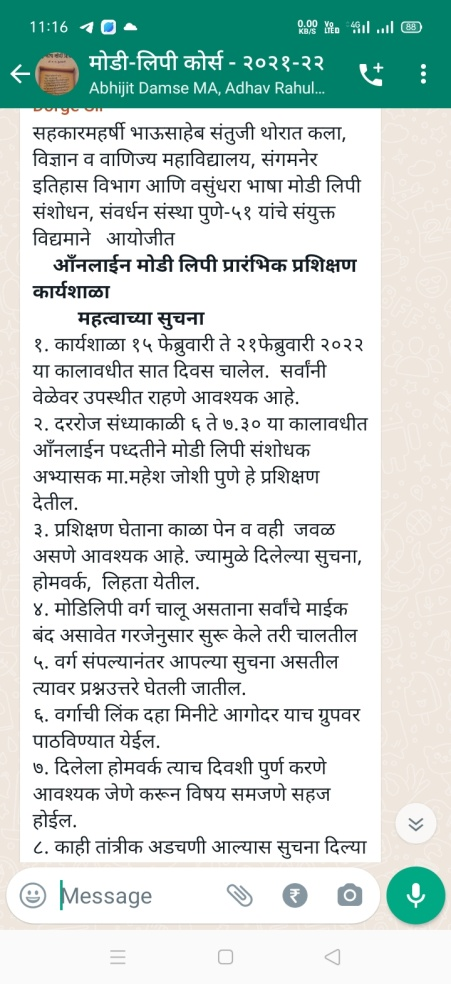 11:16
0.00 KB/S Vo LTE 4G 88
मोडी-लिपी कोर्स - २०२१-२२
Abhijit Damse MA, Adhav Rahul...
Dorge Sir
सहकारमहर्षी भाऊसाहेब संतुजी थोरात कला,
विज्ञान व वाणिज्य महाविद्यालय, संगमनेर
इतिहास विभाग आणि वसुंधरा भाषा मोडी लिपी
संशोधन, संवर्धन संस्था पुणे-५१ यांचे संयुक्त
विद्यमाने आयोजीत
ऑंनलाईन मोडी लिपी प्रारंभिक प्रशिक्षण
कार्यशाळा
महत्वाच्या सुचना
१. कार्यशाळा १५ फेब्रुवारी ते २१फेब्रुवारी २०२२
या कालावधीत सात दिवस चालेल. सर्वांनी
वेळेवर उपस्थीत राहणे आवश्यक आहे.
२. दररोज संध्याकाळी ६ ते ७.३० या कालावधीत
ऑंनलाईन पध्दतीने मोडी लिपी संशोधक
अभ्यासक मा.महेश जोशी पुणे हे प्रशिक्षण
देतील.
३. प्रशिक्षण घेताना काळा पेन व वही जवळ
असणे आवश्यक आहे. ज्यामुळे दिलेल्या सुचना,
होमवर्क, लिहता येतील.
४. मोडिलिपी वर्ग चालू असताना सर्वांचे माईक
बंद असावेत गरजेनुसार सुरू केले तरी चालतील
५. वर्ग संपल्यानंतर आपल्या सुचना असतील
त्यावर प्रश्नउत्तरे घेतली जातील.
६. वर्गाची लिंक दहा मिनीटे आगोदर याच ग्रुपवर
पाठविण्यात येईल.
७. दिलेला होमवर्क त्याच दिवशी पुर्ण करणे
आवश्यक जेणे करून विषय समजणे सहज
होईल.
८. काही तांत्रीक अडचणी आल्यास सुचना दिल्या
Message